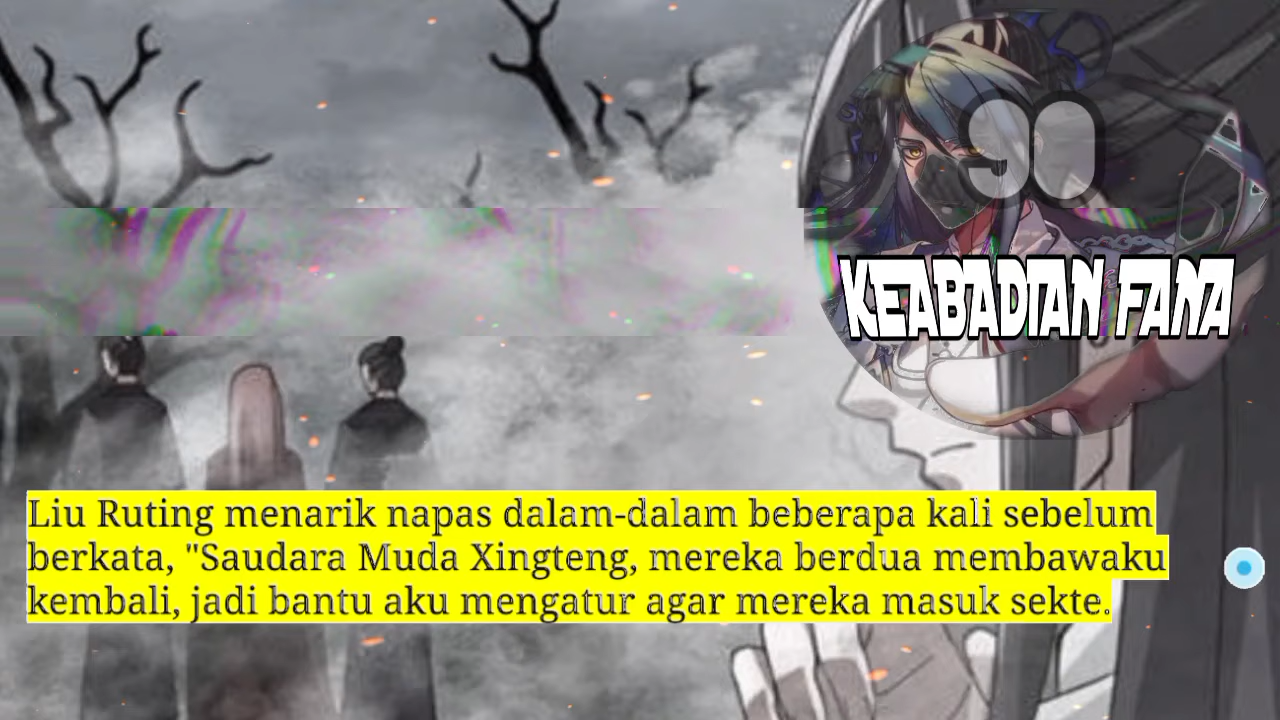 90
KEABADIAN FANA
Liu Ruting menarik napas dalam-dalam beberapa kali sebelum
berkata, "Saudara Muda Xingteng, mereka berdua membawaku
kembali, jadi bantu aku mengatur agar mereka masuk sekte.